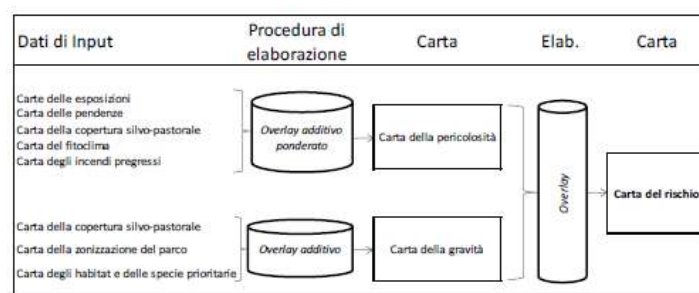 Dati di Input
Procedura di
elaborazione
Carta
Elab.
Carta
Carte delle esposizioni
Carta delle pendenze
Carta della copertura silvo-pastorale
Carta del fitoclima
Carta degli incendi pregressi
Overlay additivo
ponderato
Carta della pericolosità
Overlay
Carta del rischio
Carta della copertura silvo-pastorale
Carta della zonizzazione del parco
Carta degli habitat e delle specie prioritarie
Overlay additivo
Carta della gravità